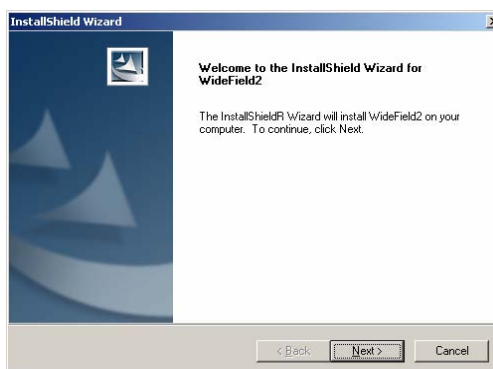 InstallShield Wizard
Welcome to the InstallShield Wizard for
WideField2
The InstallShieldR Wizard will install WideField2 on your
computer. To continue, click Next.
< Back
Next >
Cancel